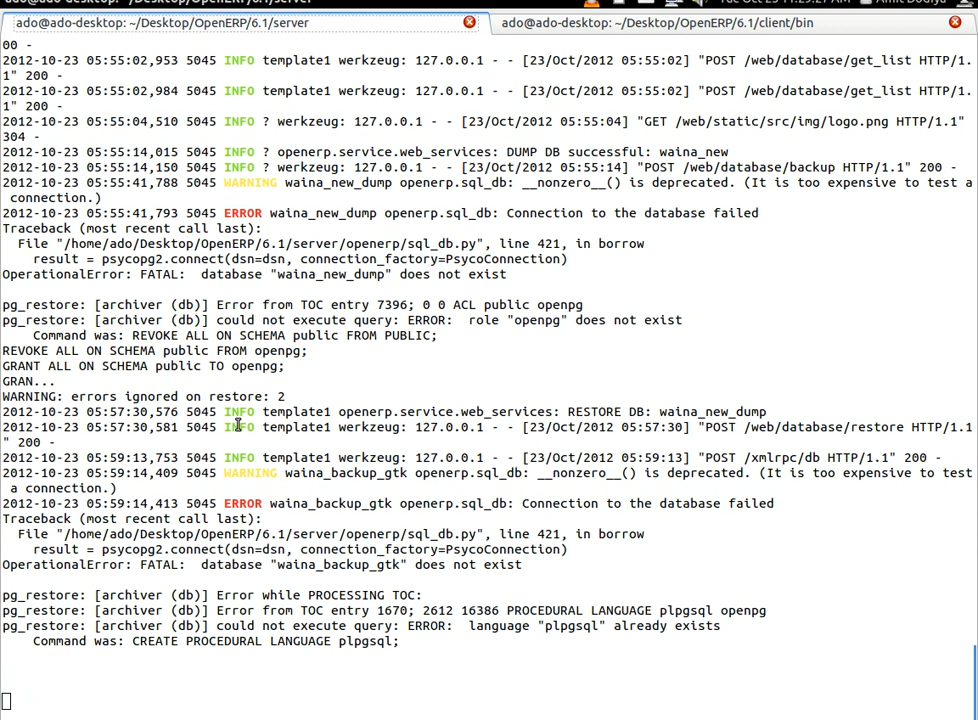 ado@ado-desktop: ~/Desktop/OpenERP/6.1/server
ado@ado-desktop: ~/Desktop/OpenERP/6.1/server
ado@ado-desktop: ~/Desktop/OpenERP/6.1/client/bin
00 -
2012-10-23 05:55:02,953 5045 INFO template1 werkzeug: 127.0.0.1 - - [23/Oct/2012 05:55:02] "POST /web/database/get_list HTTP/1.
1" 200 -
2012-10-23 05:55:02,984 5045 INFO template1 werkzeug: 127.0.0.1 - - [23/Oct/2012 05:55:02] "POST /web/database/get_list HTTP/1.
1" 200 -
2012-10-23 05:55:04,510 5045 INFO ? werkzeug: 127.0.0.1 - - [23/Oct/2012 05:55:04] "GET /web/static/src/img/logo.png HTTP/1.1"
304 -
2012-10-23 05:55:14,015 5045 INFO ? openerp.service.web_services: DUMP DB successful: waina_new
2012-10-23 05:55:14,150 5045 INFO ? werkzeug: 127.0.0.1 - - [23/Oct/2012 05:55:14] "POST /web/database/backup HTTP/1.1" 200 -
2012-10-23 05:55:41,788 5045 WARNING waina_new_dump openerp.sql_db: __nonzero__() is deprecated. (It is too expensive to test a
 connection.)
2012-10-23 05:55:41,793 5045 ERROR waina_new_dump openerp.sql_db: Connection to the database failed
Traceback (most recent call last):
  File "/home/ado/Desktop/OpenERP/6.1/server/openerp/sql_db.py", line 421, in borrow
    result = psycopg2.connect(dsn=dsn, connection_factory=PsycoConnection)
OperationalError: FATAL:  database "waina_new_dump" does not exist
pg_restore: [archiver (db)] Error from TOC entry 7396; 0 0 ACL public openpg
pg_restore: [archiver (db)] could not execute query: ERROR:  role "openpg" does not exist
    Command was: REVOKE ALL ON SCHEMA public FROM PUBLIC;
REVOKE ALL ON SCHEMA public FROM openpg;
GRANT ALL ON SCHEMA public TO openpg;
GRAN...
WARNING: errors ignored on restore: 2
2012-10-23 05:57:30,576 5045 INFO template1 openerp.service.web_services: RESTORE DB: waina_new_dump
2012-10-23 05:57:30,581 5045 INFO template1 werkzeug: 127.0.0.1 - - [23/Oct/2012 05:57:30] "POST /web/database/restore HTTP/1.1
" 200 -
2012-10-23 05:59:13,753 5045 INFO template1 werkzeug: 127.0.0.1 - - [23/Oct/2012 05:59:13] "POST /xmlrpc/db HTTP/1.1" 200 -
2012-10-23 05:59:14,409 5045 WARNING waina_backup_gtk openerp.sql_db: __nonzero__() is deprecated. (It is too expensive to test
 a connection.)
2012-10-23 05:59:14,413 5045 ERROR waina_backup_gtk openerp.sql_db: Connection to the database failed
Traceback (most recent call last):
  File "/home/ado/Desktop/OpenERP/6.1/server/openerp/sql_db.py", line 421, in borrow
    result = psycopg2.connect(dsn=dsn, connection_factory=PsycoConnection)
OperationalError: FATAL:  database "waina_backup_gtk" does not exist
pg_restore: [archiver (db)] Error while PROCESSING TOC:
pg_restore: [archiver (db)] Error from TOC entry 1670; 2612 16386 PROCEDURAL LANGUAGE plpgsql openpg
pg_restore: [archiver (db)] could not execute query: ERROR:  language "plpgsql" already exists
    Command was: CREATE PROCEDURAL LANGUAGE plpgsql;